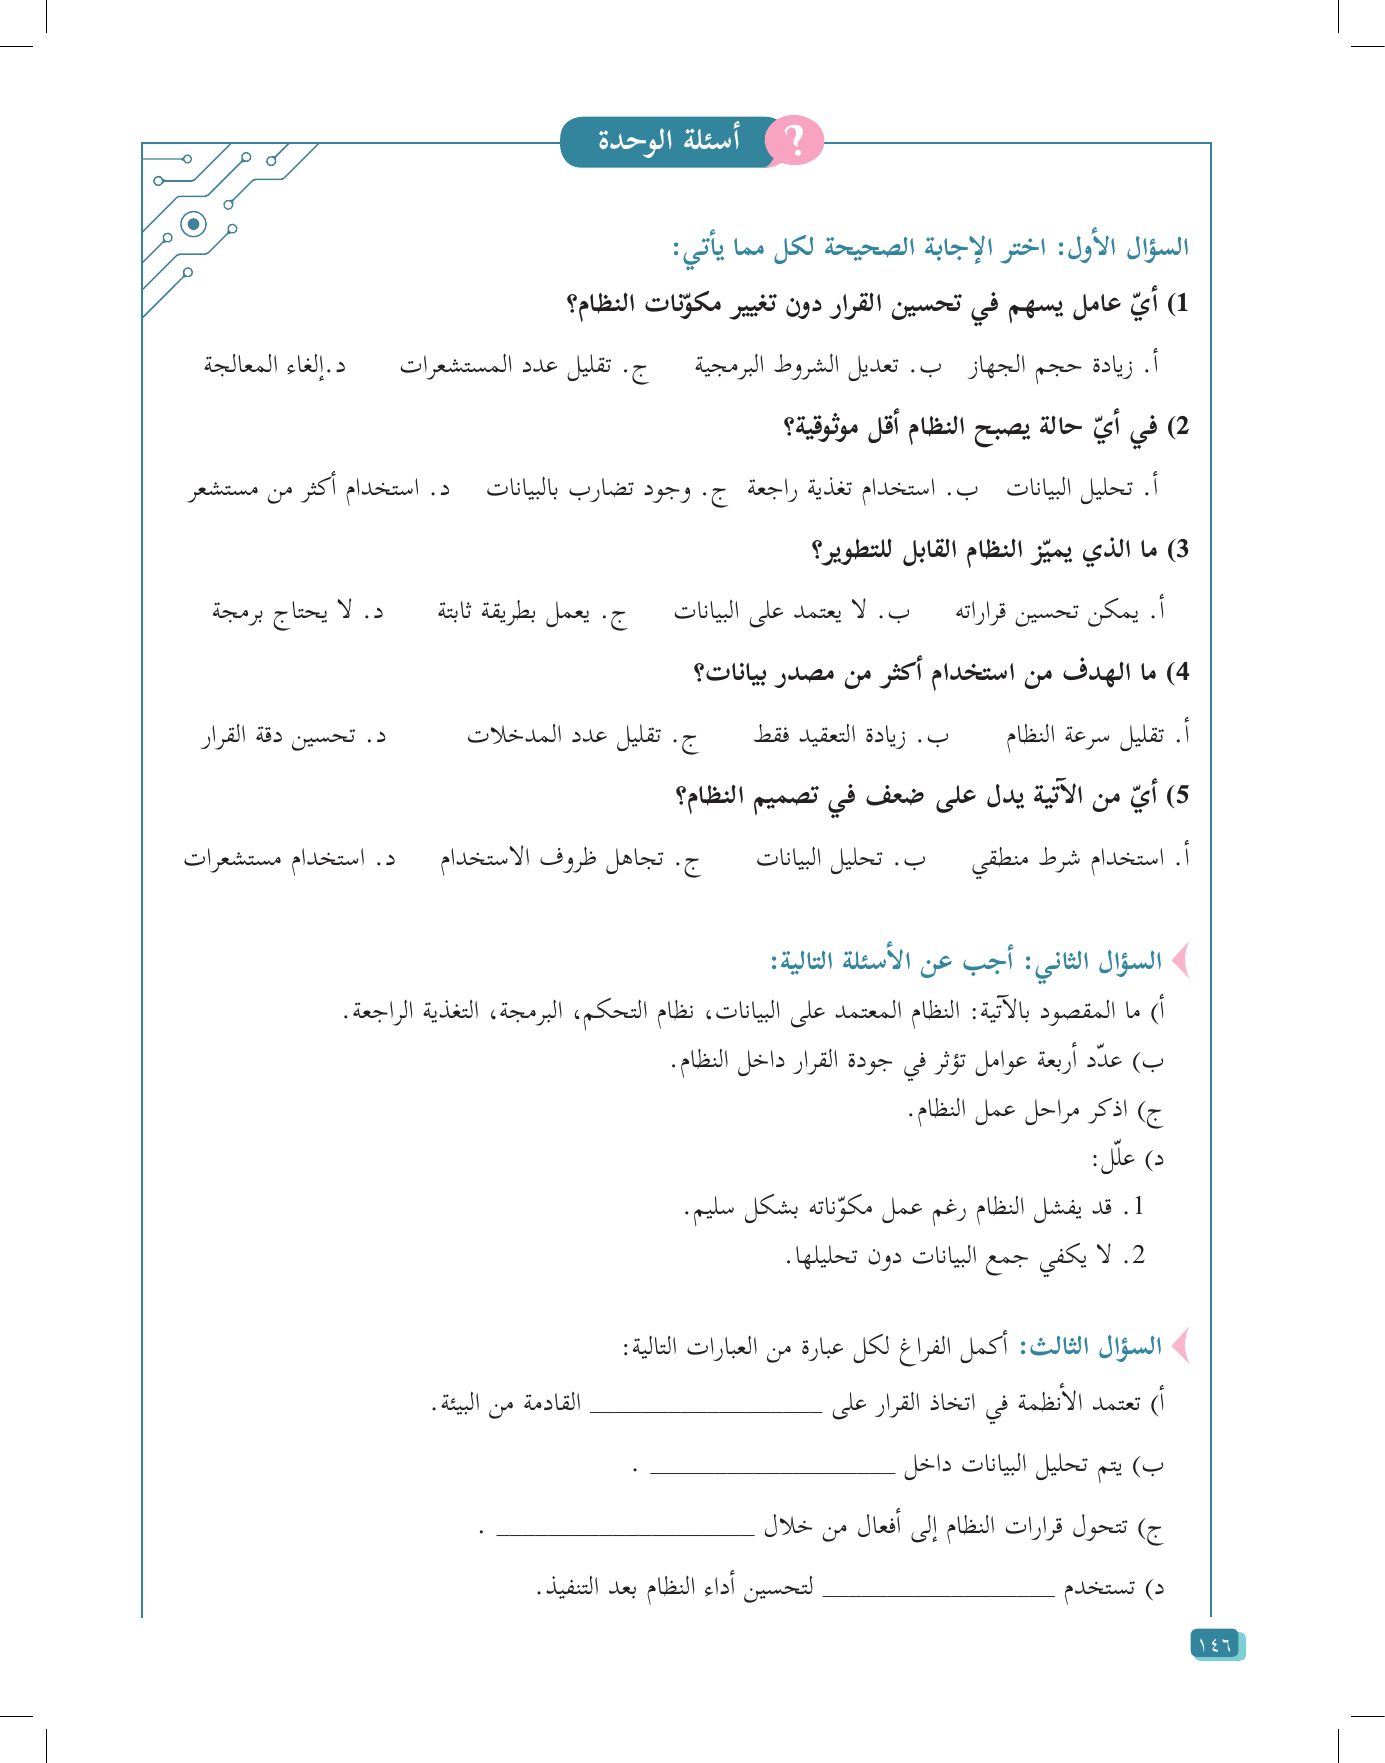 أسئلة الوحدة ?
السؤال الأول: اختر الإجابة الصحيحة لكل مما يأتي:
1) أيّ عامل يسهم في تحسين القرار دون تغيير مكوّنات النظام؟
أ. زيادة حجم الجهاز ب. تعديل الشروط البرمجية ج. تقليل عدد المستشعرات د.إلغاء المعالجة
2) في أيّ حالة يصبح النظام أقل موثوقية؟
أ. تحليل البيانات ب. استخدام تغذية راجعة ج. وجود تضارب بالبيانات د. استخدام أكثر من مستشعر
3) ما الذي يميّز النظام القابل للتطوير؟
أ. يمكن تحسين قراراته ب. لا يعتمد على البيانات ج. يعمل بطريقة ثابتة د. لا يحتاج برمجة
4) ما الهدف من استخدام أكثر من مصدر بيانات؟
أ. تقليل سرعة النظام ب. زيادة التعقيد فقط ج. تقليل عدد المدخلات د. تحسين دقة القرار
5) أيّ من الآتية يدل على ضعف في تصميم النظام؟
أ. استخدام شرط منطقي ب. تحليل البيانات ج. تجاهل ظروف الاستخدام د. استخدام مستشعرات
السؤال الثاني: أجب عن الأسئلة التالية:
أ) ما المقصود بالآتية: النظام المعتمد على البيانات، نظام التحكم، البرمجة، التغذية الراجعة.
ب) عدّد أربعة عوامل تؤثر في جودة القرار داخل النظام.
ج) اذكر مراحل عمل النظام.
د) علّل:
1. قد يفشل النظام رغم عمل مكوّناته بشكل سليم.
2. لا يكفي جمع البيانات دون تحليلها.
السؤال الثالث: أكمل الفراغ لكل عبارة من العبارات التالية:
أ) تعتمد الأنظمة في اتخاذ القرار على __________________ القادمة من البيئة.
ب) يتم تحليل البيانات داخل ___________________ .
ج) تتحول قرارات النظام إلى أفعال من خلال ____________________ .
د) تستخدم __________________ لتحسين أداء النظام بعد التنفيذ.
١٤٦